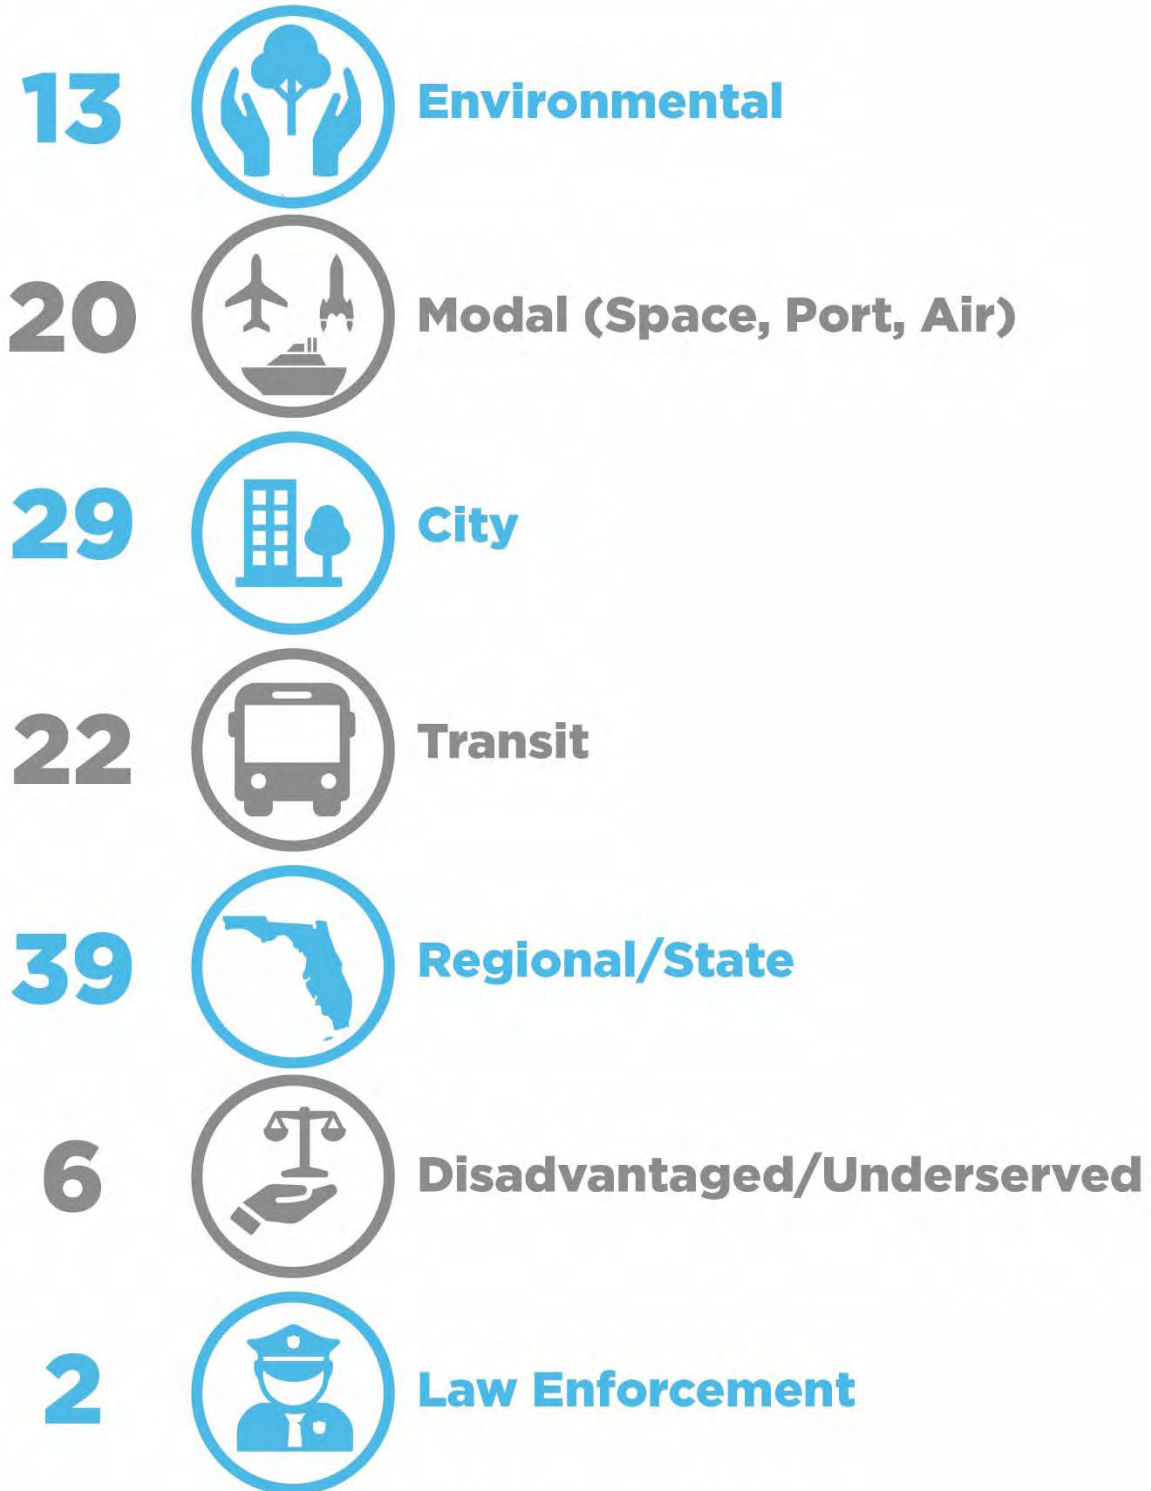 13 Environmental
20 Modal (Space, Port, Air)
29 City
22 Transit
39 Regional/State
6 Disadvantaged/Underserved
2 Law Enforcement